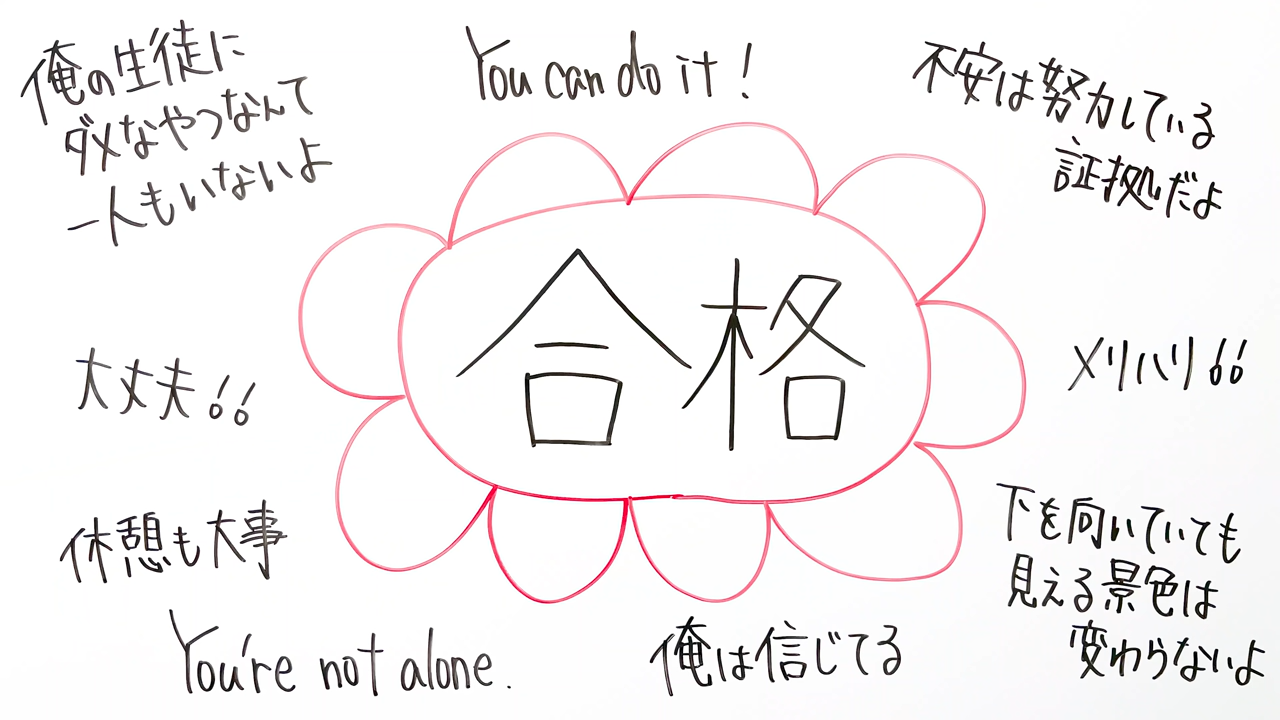 俺の生徒に
ダメなやつなんて
一人もいないよ
You can do it!
不安は努力している
証拠だよ
合格
大丈夫!!
メリハリ!!
休憩も大事
下を向いていても
見える景色は
変わらないよ
You're not alone.
俺は信じてる